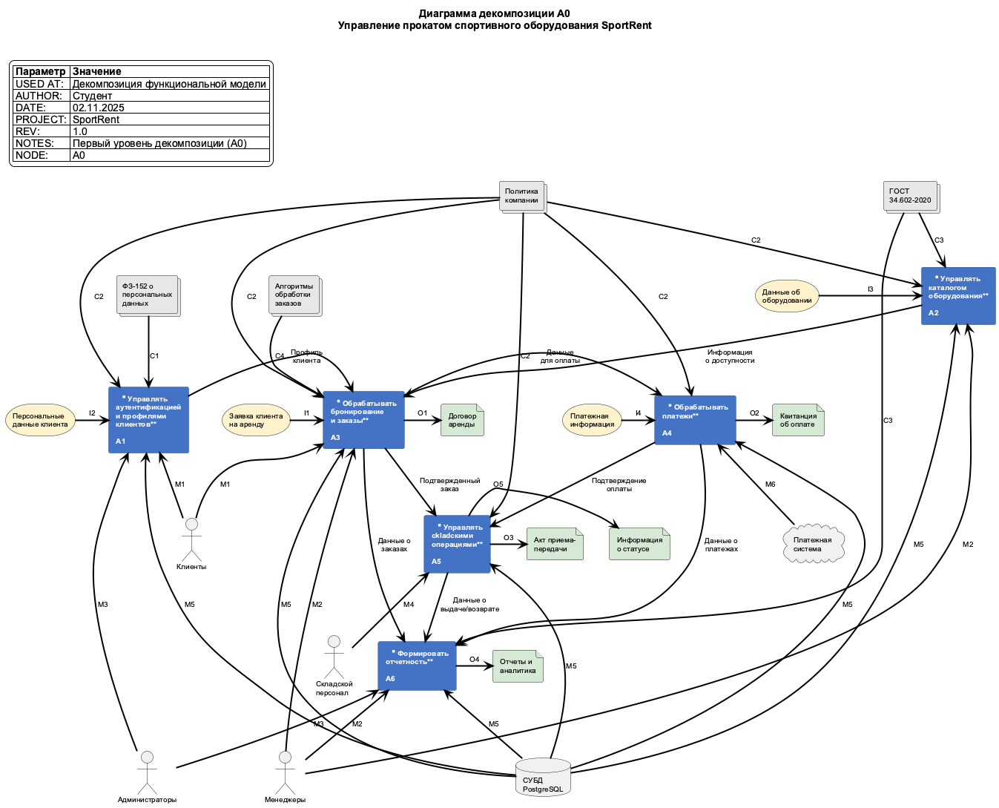 Диаграмма декомпозиции A0
Управление прокатом спортивного оборудования SportRent
Параметр Значение
USED AT: Декомпозиция функциональной модели
AUTHOR: Студент
DATE: 02.11.2025
PROJECT: SportRent
REV: 1.0
NOTES: Первый уровень декомпозиции (A0)
NODE: A0
Политика
компании
ГОСТ
34.602-2020
C2
C3
ФЗ-152 о
персональных
данных
Алгоритмы
обработки
заказов
Данные об
оборудовании
I3
▪ Управлять
каталогом
оборудования**
A2
C2
C2
C2
C1
C4
Профиль
клиента
C2
Данные
для оплаты
Информация
о доступности
Персональные
данные клиента
I2
▪ Управлять
аутентификацией
и профилями
клиентов**
A1
Заявка клиента
на аренду
I1
▪ Обрабатывать
бронирование
и заказы**
A3
O1
Договор
аренды
Платежная
информация
I4
▪ Обрабатывать
платежи**
A4
O2
Квитанция
об оплате
C3
M1
M1
Подтвержденный
заказ
O5
Подтверждение
оплаты
M6
Клиенты
Данные о
заказах
▪ Управлять
сkladскими
операциями**
A5
O3
Акт приема-
передачи
Информация
о статусе
Данные о
платежах
Платежная
система
M5
M2
M3
M5
M5
M2
M4
Данные о
выдаче/возврате
M5
Складской
персонал
▪ Формировать
отчетность**
A6
O4
Отчеты и
аналитика
M5
M3
M2
M5
Администраторы
Менеджеры
СУБД
PostgreSQL